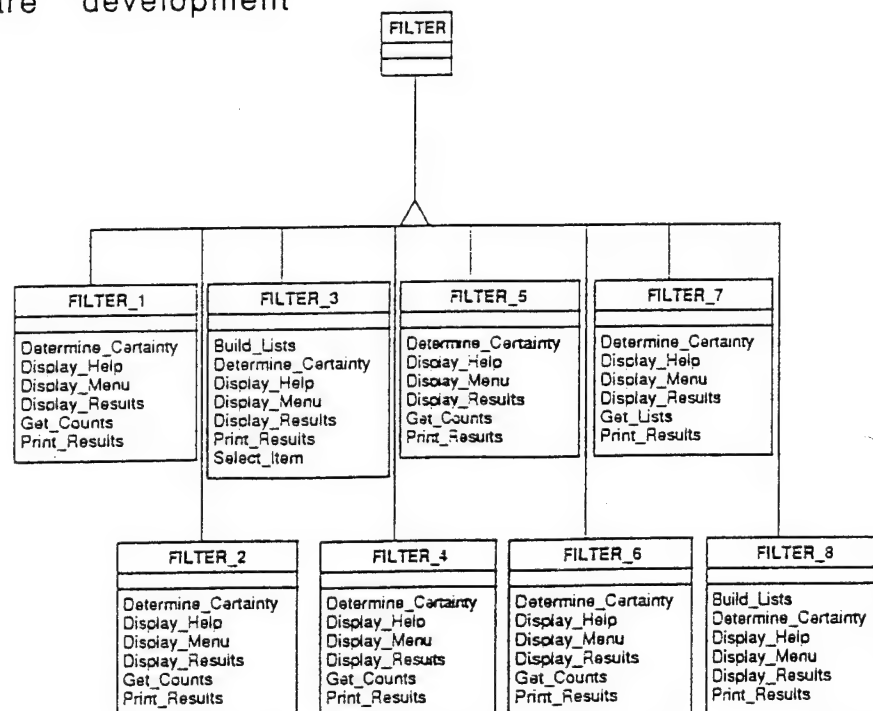 are development
FILTER
FILTER_1
Determine_Certainty
Display_Help
Display_Menu
Display_Results
Get_Counts
Print_Results
FILTER_3
Build_Lists
Determine_Certainty
Display_Help
Display_Menu
Display_Results
Print_Results
Select_Item
FILTER_5
Determine_Certainty
Display_Help
Display_Menu
Display_Results
Get_Counts
Print_Results
FILTER_7
Determine_Certainty
Display_Help
Display_Menu
Display_Results
Get_Lists
Print_Results
FILTER_2
Determine_Certainty
Display_Help
Display_Menu
Display_Results
Get_Counts
Print_Results
FILTER_4
Determine_Certainty
Display_Help
Display_Menu
Display_Results
Get_Counts
Print_Results
FILTER_6
Determine_Certainty
Display_Help
Display_Menu
Display_Results
Get_Counts
Print_Results
FILTER_8
Build_Lists
Determine_Certainty
Display_Help
Display_Menu
Display_Results
Print_Results